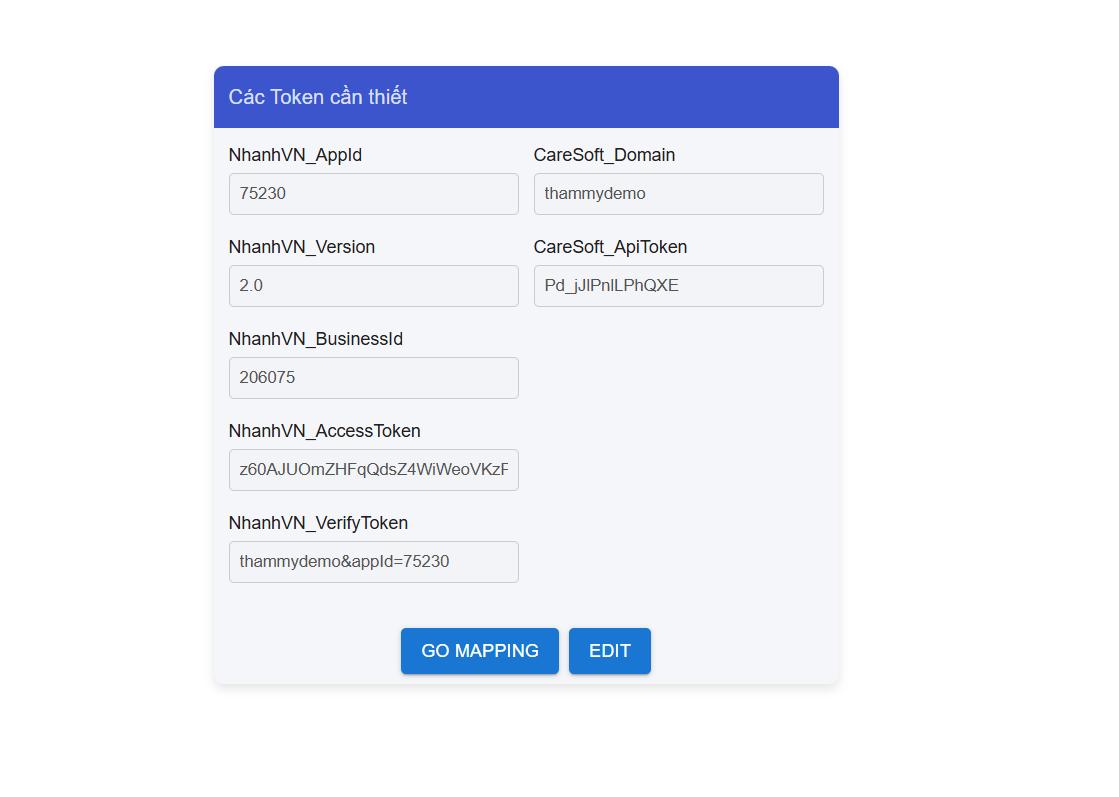 Các Token cần thiết
NhanhVN_AppId
75230
NhanhVN_Version
2.0
NhanhVN_BusinessId
206075
NhanhVN_AccessToken
z60AJUOmZHFqQdsZ4WiWeoVKzF
NhanhVN_VerifyToken
thammydemo&appId=75230
CareSoft_Domain
thammydemo
CareSoft_ApiToken
Pd_jJlPnlLPhQXE
GO MAPPING
EDIT